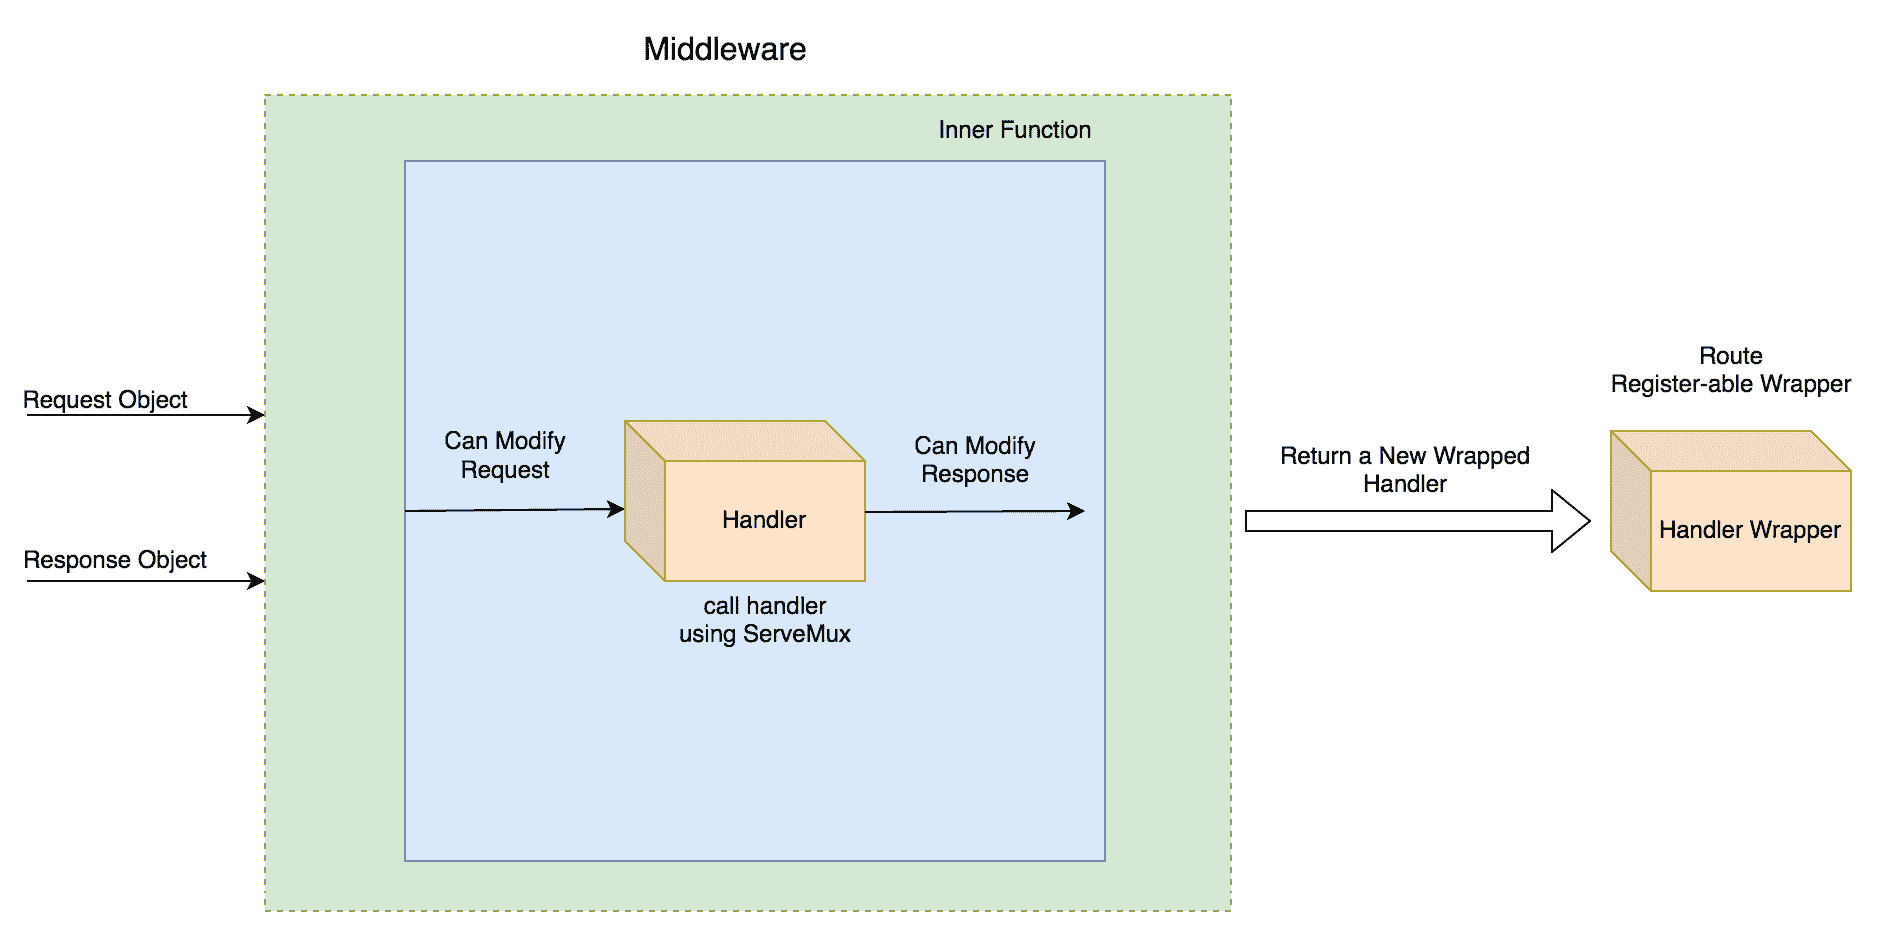 Middleware
Inner Function
Request Object
Response Object
Can Modify
Request
Handler
call handler
using ServeMux
Can Modify
Response
Return a New Wrapped
Handler
Route
Register-able Wrapper
Handler Wrapper